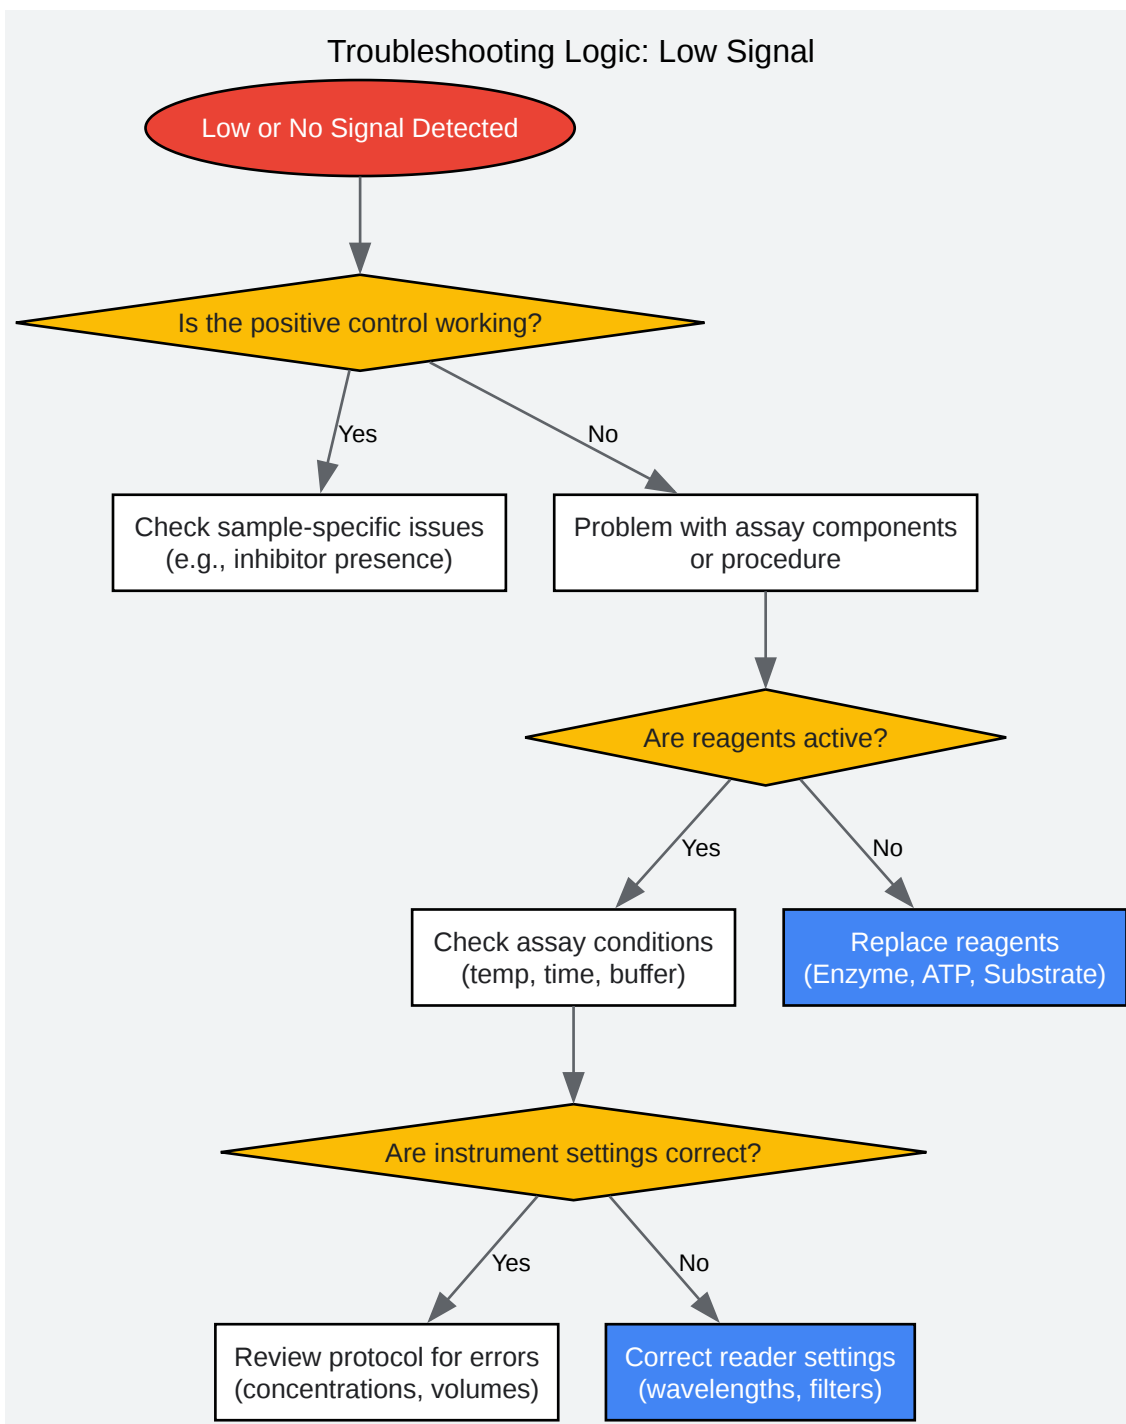 Troubleshooting Logic: Low Signal
Low or No Signal Detected
Is the positive control working?
Yes
No
Check sample-specific issues
(e.g., inhibitor presence)
Problem with assay components
or procedure
Are reagents active?
Yes
No
Check assay conditions
(temp, time, buffer)
Replace reagents
(Enzyme, ATP, Substrate)
Are instrument settings correct?
Yes
No
Review protocol for errors
(concentrations, volumes)
Correct reader settings
(wavelengths, filters)